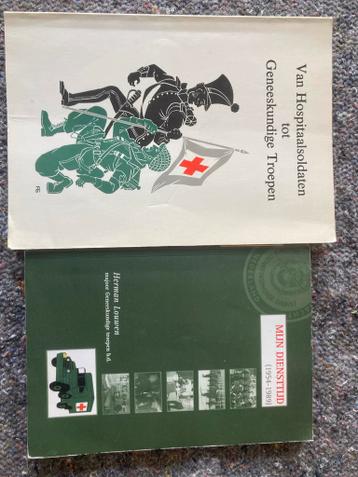 Van Hospitaalsoldaten
tot
Geneeskundige Troepen
MIJN DIENSTTIJD
(1954-1989)
Herman Louwen
majoor Geneeskundige troepen b.d.